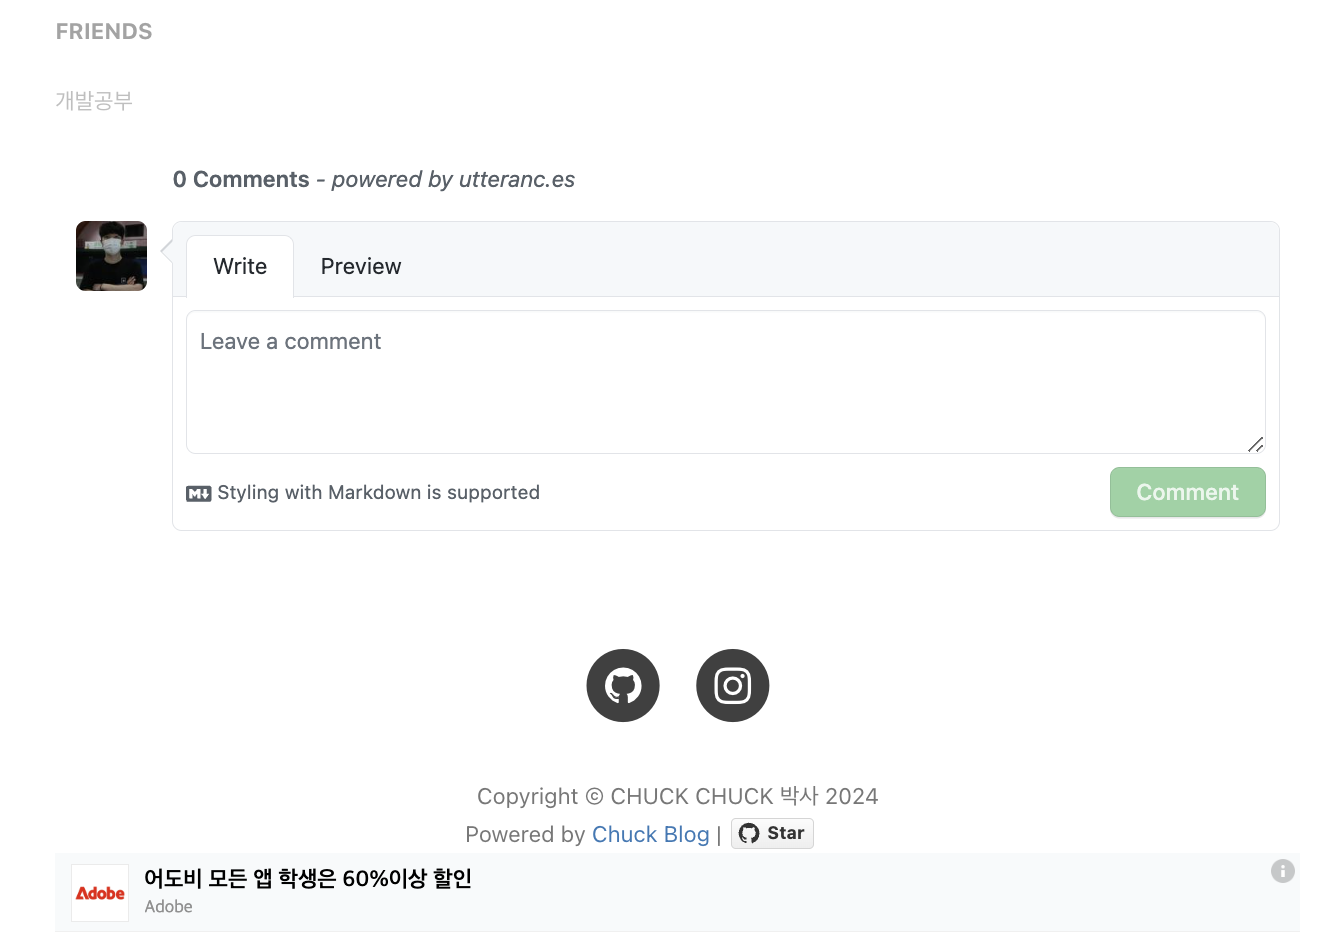 FRIENDS
개발공부
0 Comments - powered by utteranc.es
Write Preview
Leave a comment
M Styling with Markdown is supported
Comment
Copyright © CHUCK CHUCK 박사 2024
Powered by Chuck Blog | Star
어도비 모든 앱 학생은 60%이상 할인
Adobe
Adobe